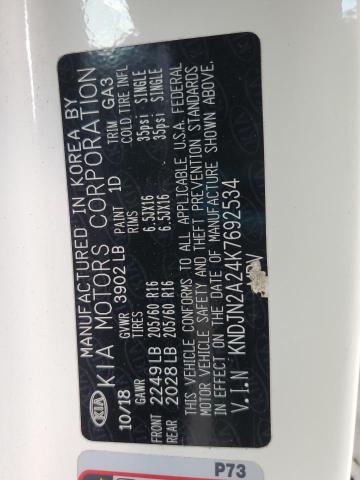 MANUFACTURED IN KOREA BY
KIA KIA MOTORS CORPORATION
10/18 GVWR 3902 LB PAINT 1D TRIM GA3
GAWR TIRES RIMS COLD TIRE INFL
FRONT 2249 LB 205/60 R16 6.5JX16 35psi SINGLE
REAR 2028 LB 205/60 R16 6.5JX16 35psi SINGLE
THIS VEHICLE CONFORMS TO ALL APPLICABLE U.S.A. FEDERAL
MOTOR VEHICLE SAFETY AND THEFT PREVENTION STANDARDS
IN EFFECT ON THE DATE OF MANUFACTURE SHOWN ABOVE.
V.I.N KNDJN2A24K7692534
P73